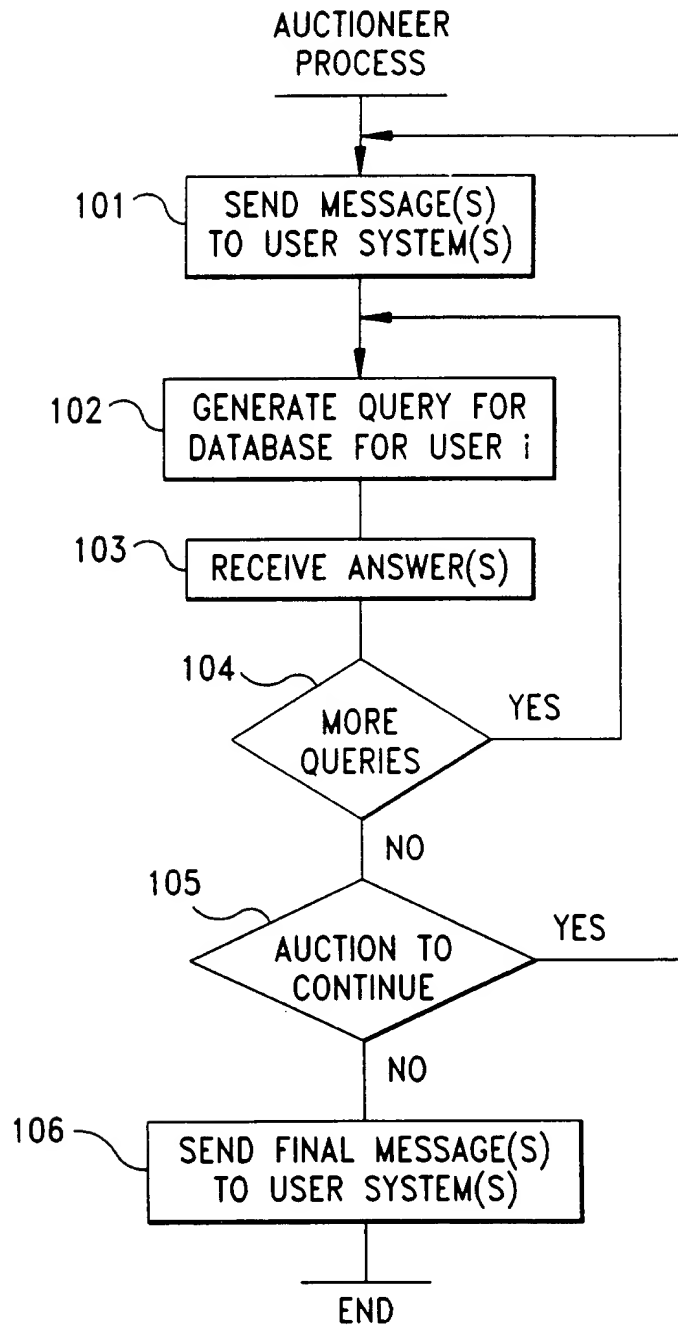 AUCTIONEER
PROCESS
101
SEND MESSAGE(S)
TO USER SYSTEM(S)
102
GENERATE QUERY FOR
DATABASE FOR USER i
103
RECEIVE ANSWER(S)
104
MORE
QUERIES
YES
NO
105
AUCTION TO
CONTINUE
YES
NO
106
SEND FINAL MESSAGE(S)
TO USER SYSTEM(S)
END